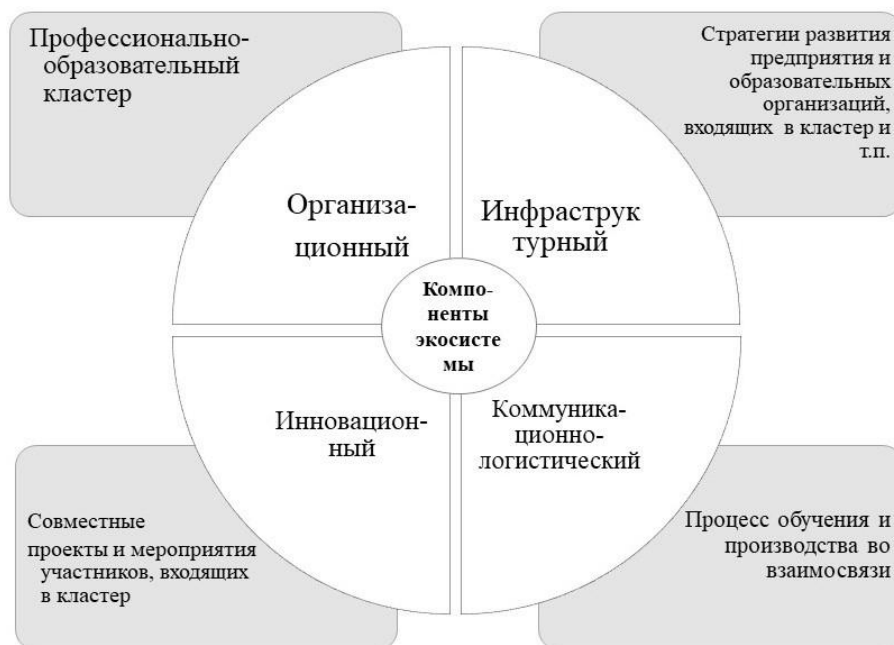 Профессионально-
образовательный
кластер
Стратегии развития
предприятия и
образовательных
организаций,
входящих в кластер и
т.п.
Организа-
ционный
Инфраструк
турный
Компо-
ненты
экосисте
мы
Инновацион-
ный
Коммуника-
ционно-
логистический
Совместные
проекты и мероприятия
участников, входящих
в кластер
Процесс обучения и
производства во
взаимосвязи